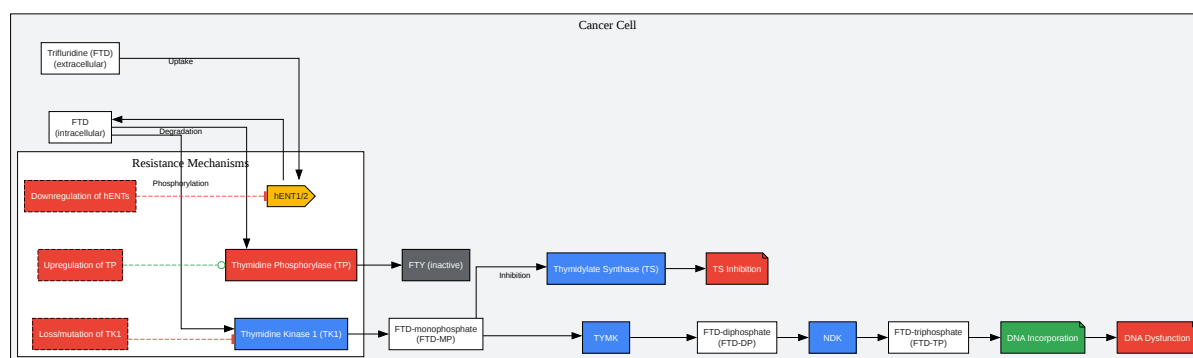 Cancer Cell
Trifluridine (FTD)
(extracellular)
Uptake
FTD
(intracellular)
Degradation
Resistance Mechanisms
Phosphorylation
Downregulation of hENTs
hENT1/2
Upregulation of TP
Thymidine Phosphorylase (TP)
FTY (inactive)
Inhibition
Thymidylate Synthase (TS)
TS Inhibition
Loss/mutation of TK1
Thymidine Kinase 1 (TK1)
FTD-monophosphate
(FTD-MP)
TYMK
FTD-diphosphate
(FTD-DP)
NDK
FTD-triphosphate
(FTD-TP)
DNA Incorporation
DNA Dysfunction